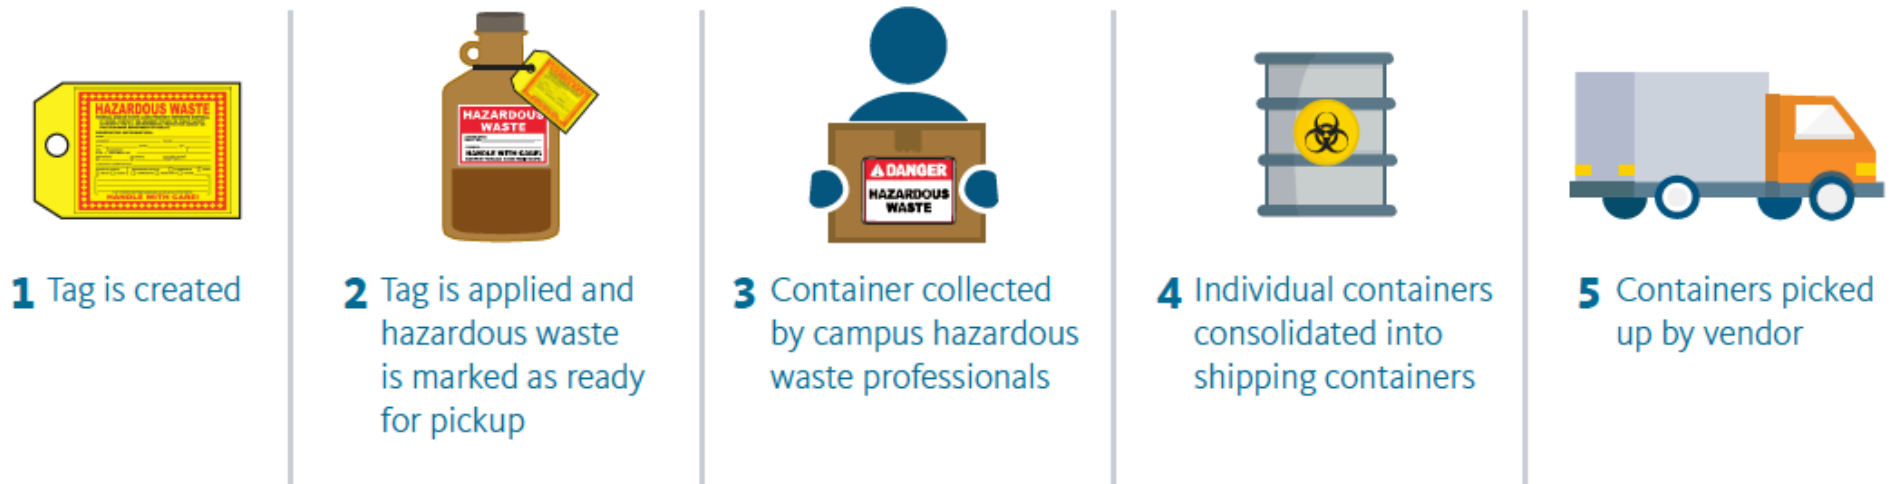 HAZARDOUS WASTE
HANDLE WITH CARE!
1 Tag is created
HAZARDOUS
WASTE
HANDLE WITH CARE!
2 Tag is applied and
hazardous waste
is marked as ready
for pickup
DANGER
HAZARDOUS
WASTE
3 Container collected
by campus hazardous
waste professionals
4 Individual containers
consolidated into
shipping containers
5 Containers picked
up by vendor